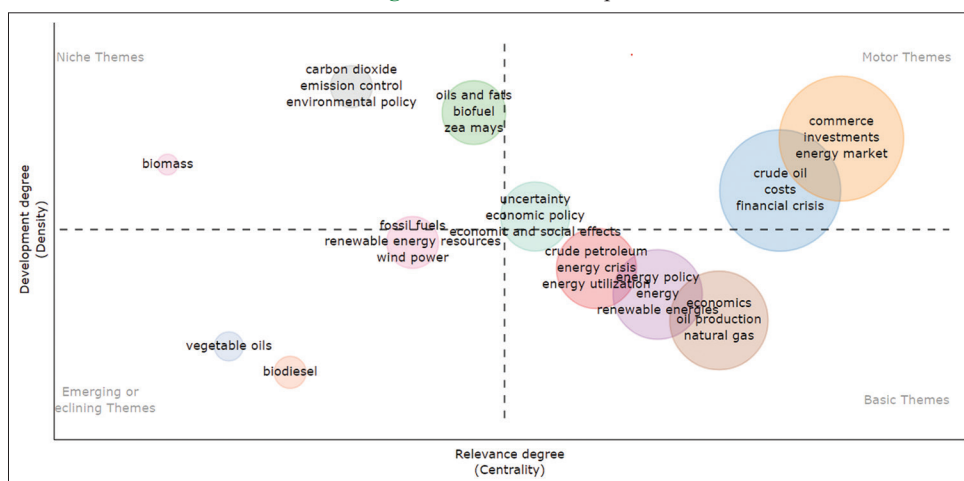 Niche Themes
Motor Themes
carbon dioxide
emission control
environmental policy
oils and fats
biofuel
zea mays
commerce
investments
energy market
biomass
crude oil
costs
financial crisis
uncertainty
economic policy
economic and social effects
fossil fuels
renewable energy resources
wind power
crude petroleum
energy crisis
energy utilization
energy policy
energy
renewable energies
economics
oil production
natural gas
vegetable oils
biodiesel
Emerging or
eclining Themes
Basic Themes
Development degree
(Density)
Relevance degree
(Centrality)